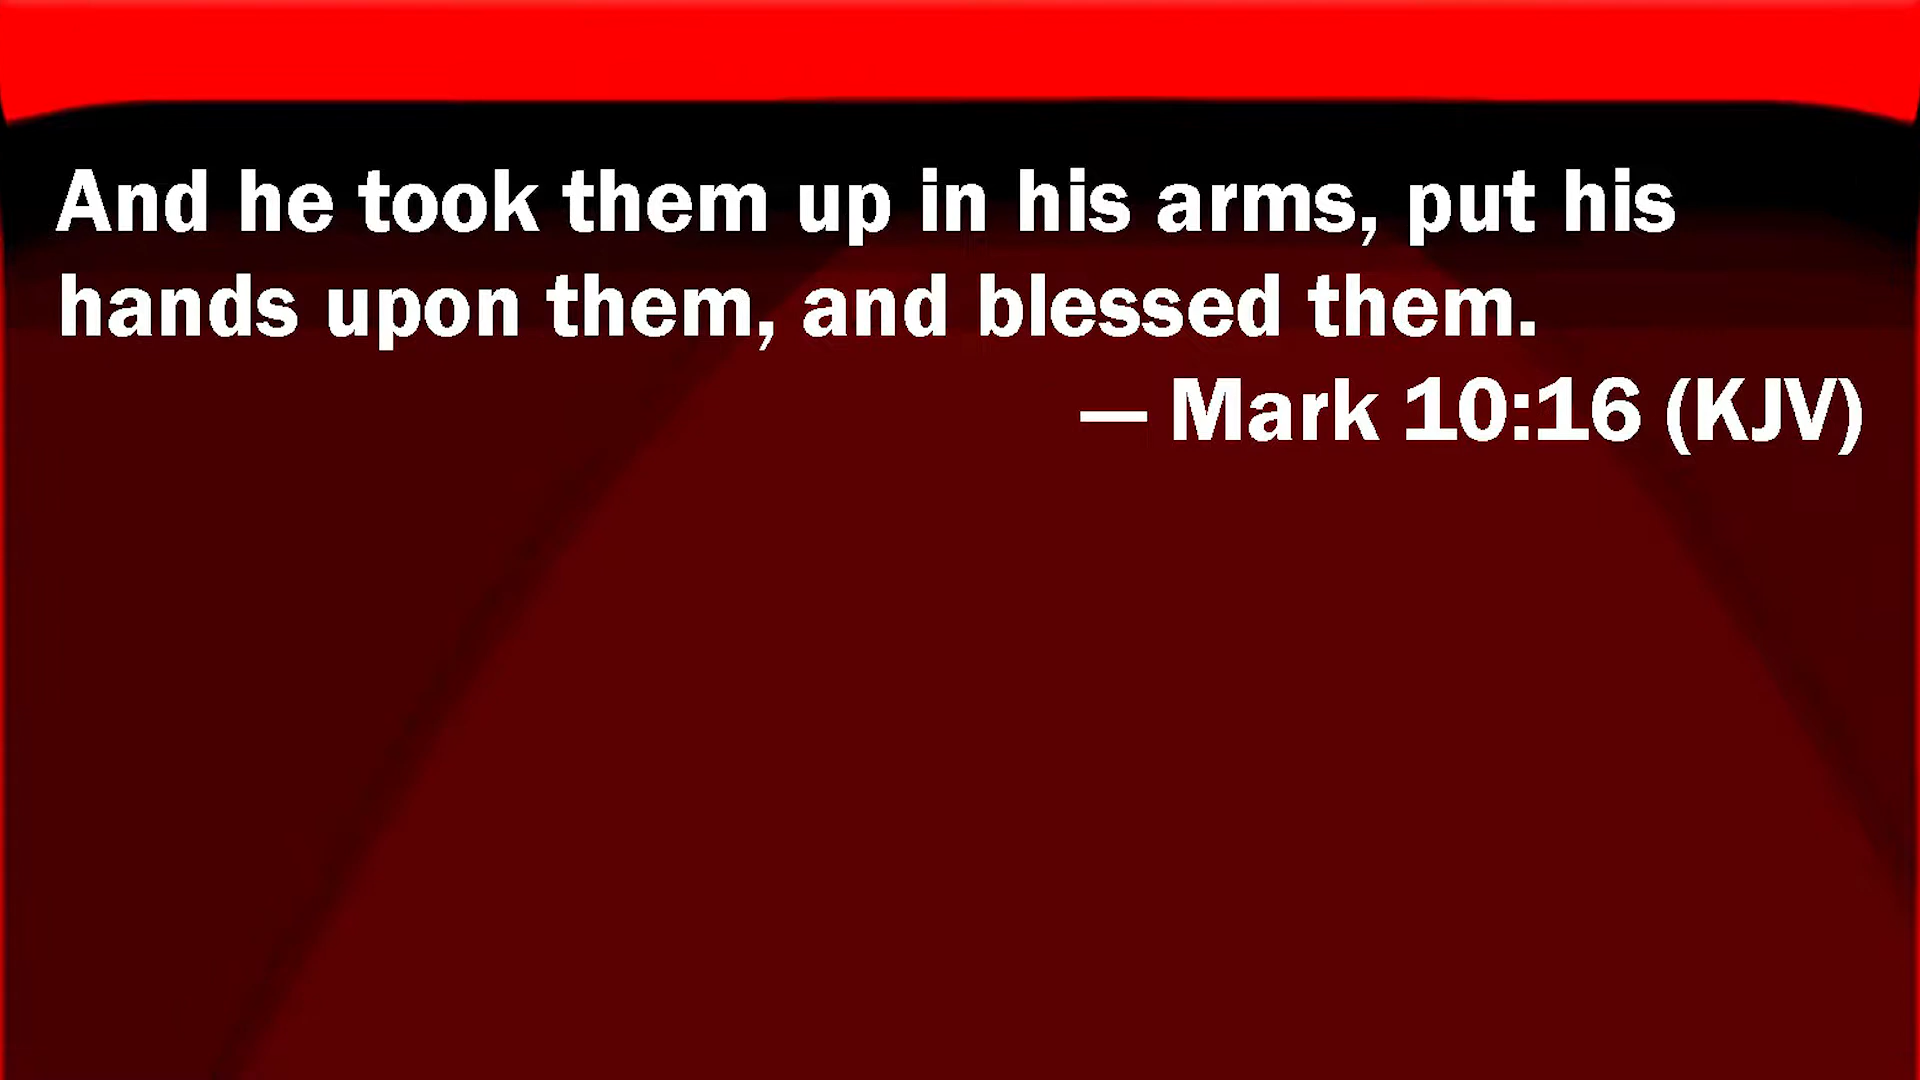 And he took them up in his arms, put his
hands upon them, and blessed them.
— Mark 10:16 (KJV)